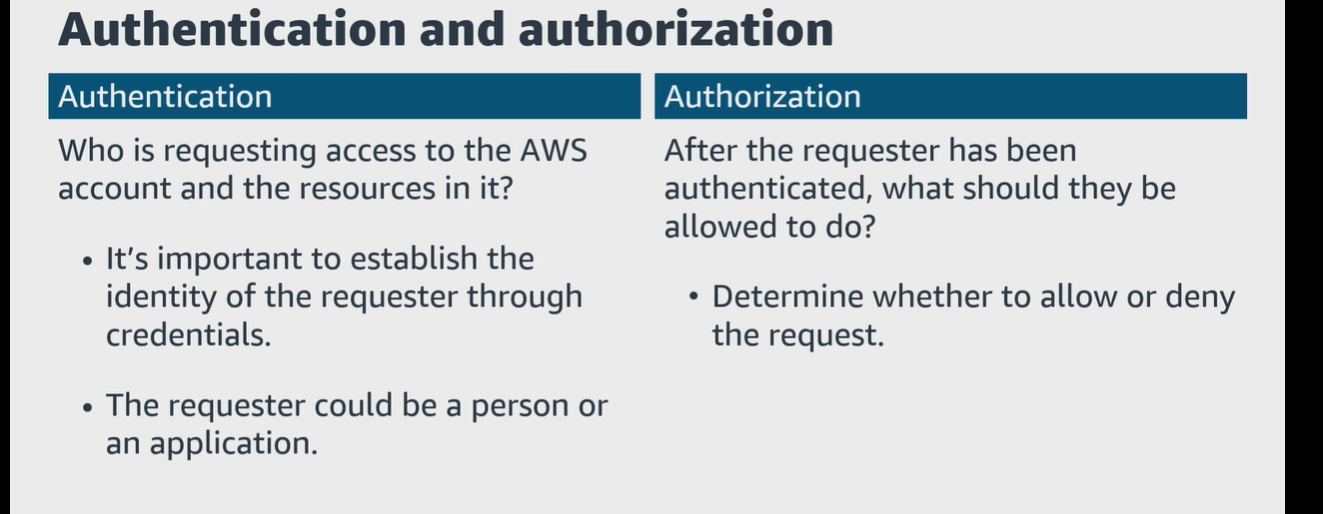 Authentication and authorization
Authentication
Who is requesting access to the AWS
account and the resources in it?
• It’s important to establish the
identity of the requester through
credentials.
• The requester could be a person or
an application.
Authorization
After the requester has been
authenticated, what should they be
allowed to do?
• Determine whether to allow or deny
the request.